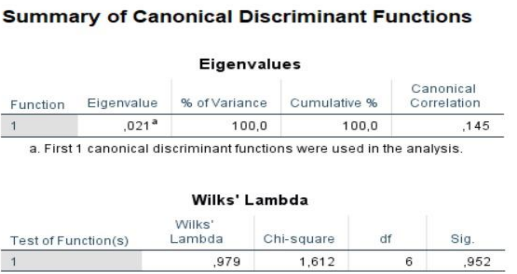 Summary of Canonical Discriminant Functions
Eigenvalues
Function Eigenvalue % of Variance Cumulative % Canonical Correlation
1 ,021ª 100,0 100,0 ,145
a. First 1 canonical discriminant functions were used in the analysis.
Wilks' Lambda
Test of Function(s) Wilks' Lambda Chi-square df Sig.
1 ,979 1,612 6 ,952